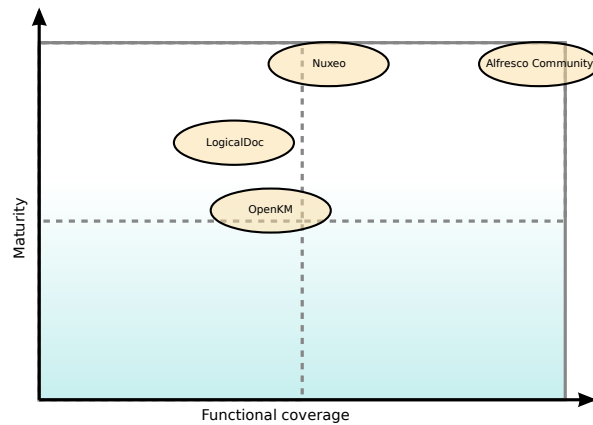 Nuxeo
Alfresco Community
LogicalDoc
OpenKM
Maturity
Functional coverage